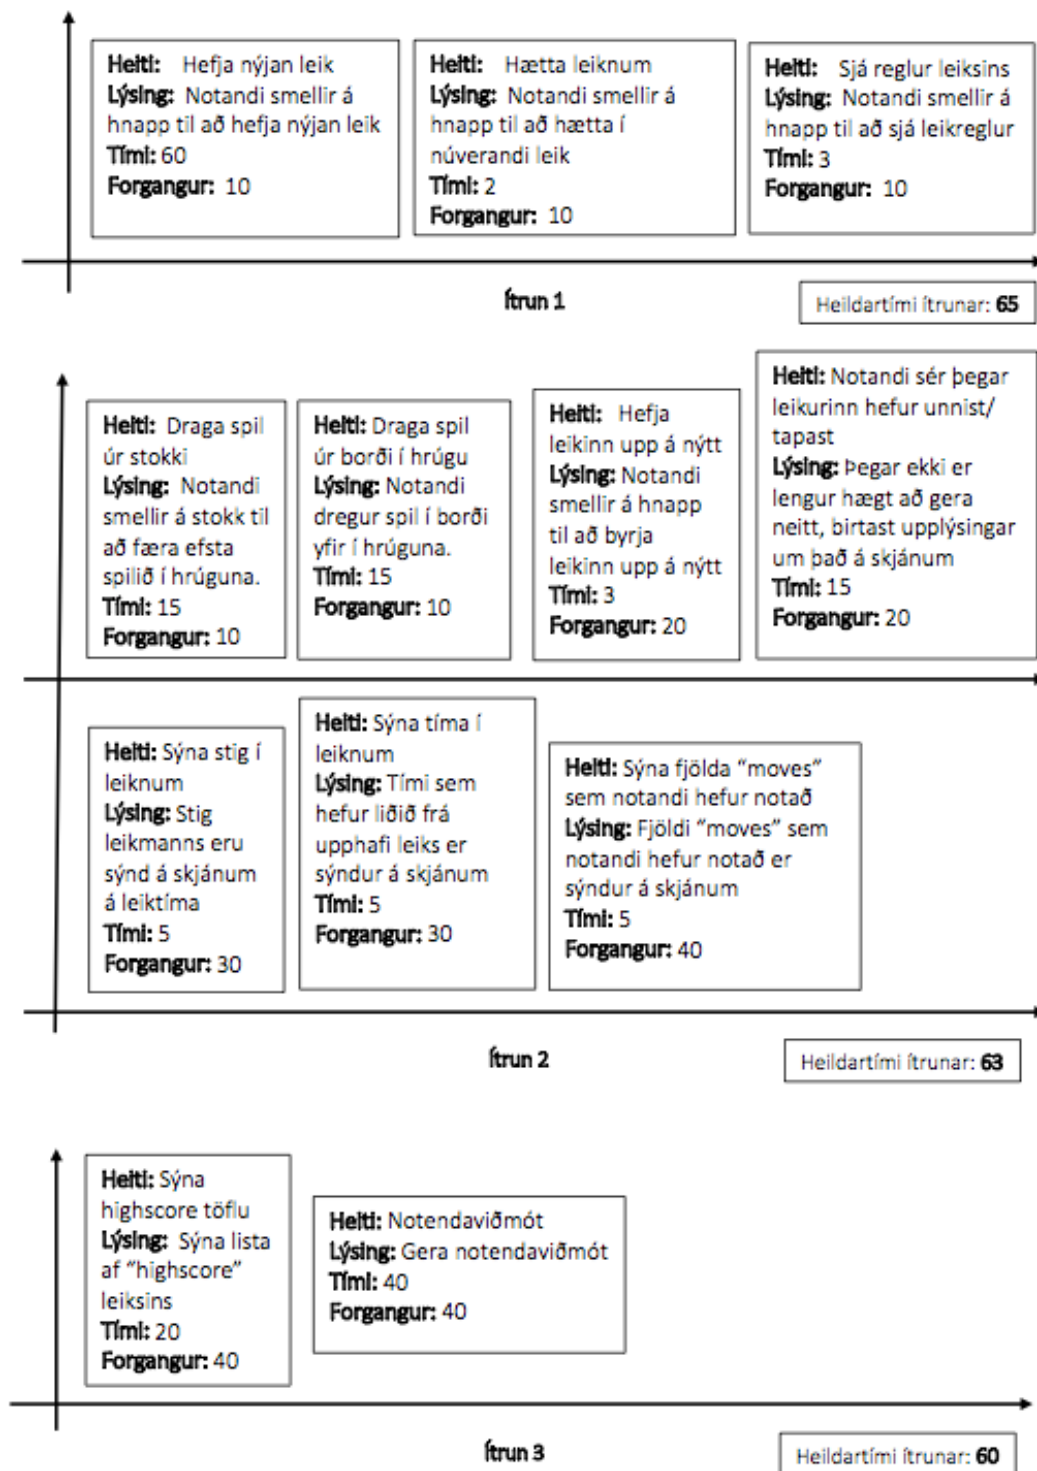 Heiti: Hefja nýjan leik
Lýsing: Notandi smellir á
hnapp til að hefja nýjan leik
Tími: 60
Forgangur: 10
Heiti: Hætta leiknum
Lýsing: Notandi smellir á
hnapp til að hætta í
núverandi leik
Tími: 2
Forgangur: 10
Heiti: Sjá reglur leiksins
Lýsing: Notandi smellir á
hnapp til að sjá leikreglur
Tími: 3
Forgangur: 10
Ítrun 1
Heildartími ítrunar: 65
Heiti: Draga spil
úr stokki
Lýsing: Notandi
smellir á stokk til
að færa efsta
spilið í hrúguna.
Tími: 15
Forgangur: 10
Heiti: Draga spil
úr borði í hrúgu
Lýsing: Notandi
dregur spil í borði
yfir í hrúguna.
Tími: 15
Forgangur: 10
Heiti: Hefja
leikinn upp á nýtt
Lýsing: Notandi
smellir á hnapp
til að byrja
leikinn upp á nýtt
Tími: 3
Forgangur: 20
Heiti: Notandi sér þegar
leikurinn hefur unnist/
tapast
Lýsing: Þegar ekki er
lengur hægt að gera
neitt, birtast upplýsingar
um það á skjánum
Tími: 15
Forgangur: 20
Heiti: Sýna stig í
leiknum
Lýsing: Stig
leikmanns eru
sýnd á skjánum
á leiktíma
Tími: 5
Forgangur: 30
Heiti: Sýna tíma í
leiknum
Lýsing: Tími sem
hefur liðið frá
upphafi leiks er
sýndur á skjánum
Tími: 5
Forgangur: 30
Heiti: Sýna fjölda "moves"
sem notandi hefur notað
Lýsing: Fjöldi "moves" sem
notandi hefur notað er
sýndur á skjánum
Tími: 5
Forgangur: 40
Ítrun 2
Heildartími ítrunar: 63
Heiti: Sýna
highscore töflu
Lýsing: Sýna lista
af "highscore"
leiksins
Tími: 20
Forgangur: 40
Heiti: Notendaviðmót
Lýsing: Gera notendaviðmót
Tími: 40
Forgangur: 40
Ítrun 3
Heildartími ítrunar: 60